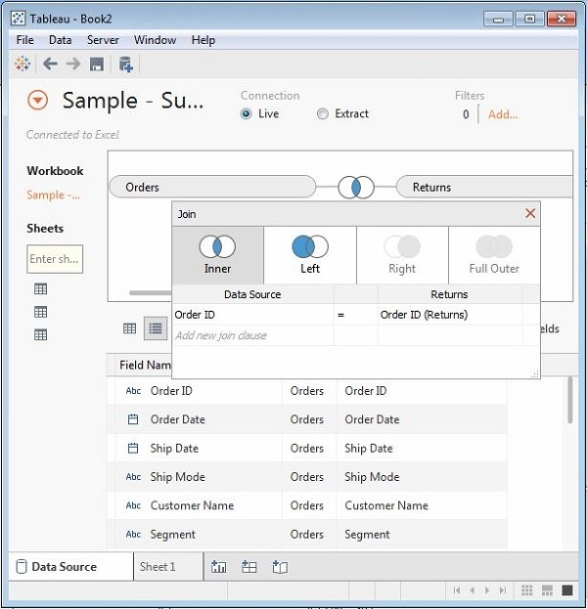 Tableau - Book2
File Data Server Window Help
Sample - Su...
Connection
Live Extract
Filters
0 Add...
Connected to Excel
Workbook
Sample -...
Sheets
Enter sh...
Orders Returns
Join
Inner Left Right Full Outer
Data Source Returns
Order ID = Order ID (Returns)
Add new join clause
elds
Field Nam
Abc Order ID Orders Order ID
Order Date Orders Order Date
Ship Date Orders Ship Date
Abc Ship Mode Orders Ship Mode
Abc Customer Name Orders Customer Name
Abc Segment Orders Segment
Data Source Sheet 1